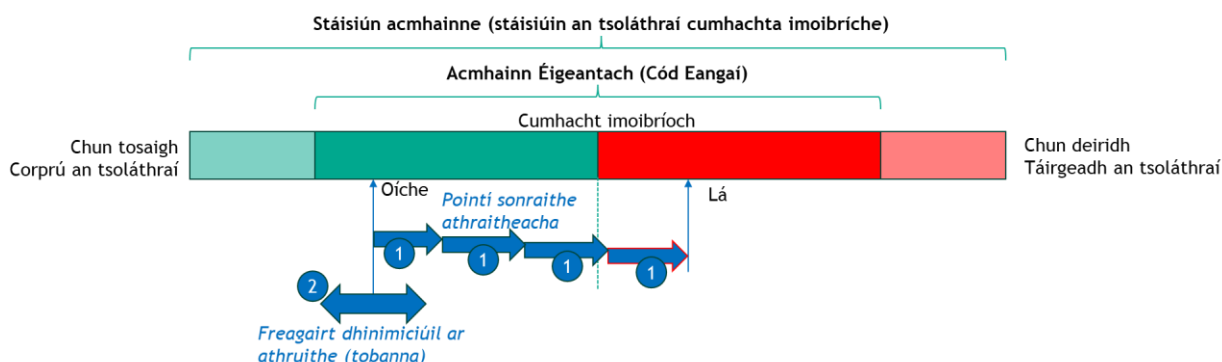 Stáisiún acmhainne (stáisiúin an tsoláthraí cumhachta imoibríche)
Acmhainn Éigeantach (Cód Eangaí)
Cumhacht imoibríoch
Chun tosaigh
Corprú an tsoláthraí
Chun deiridh
Táirgeadh an tsoláthraí
Oíche
Lá
Pointí sonraithe
athraitheacha
1
1
1
1
2
Freagairt dhinimiciúil ar
athruithe (tobanna)